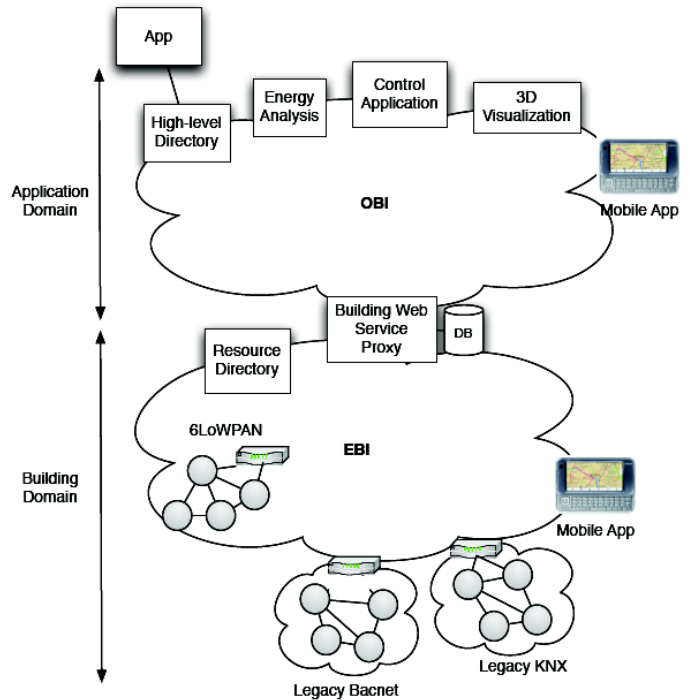 App
High-level
Directory
Energy
Analysis
Control
Application
3D
Visualization
Application
Domain
OBI
Mobile App
Building Web
Service
Proxy
DB
Resource
Directory
6LoWPAN
EBI
Building
Domain
Mobile App
Legacy KNX
Legacy Bacnet